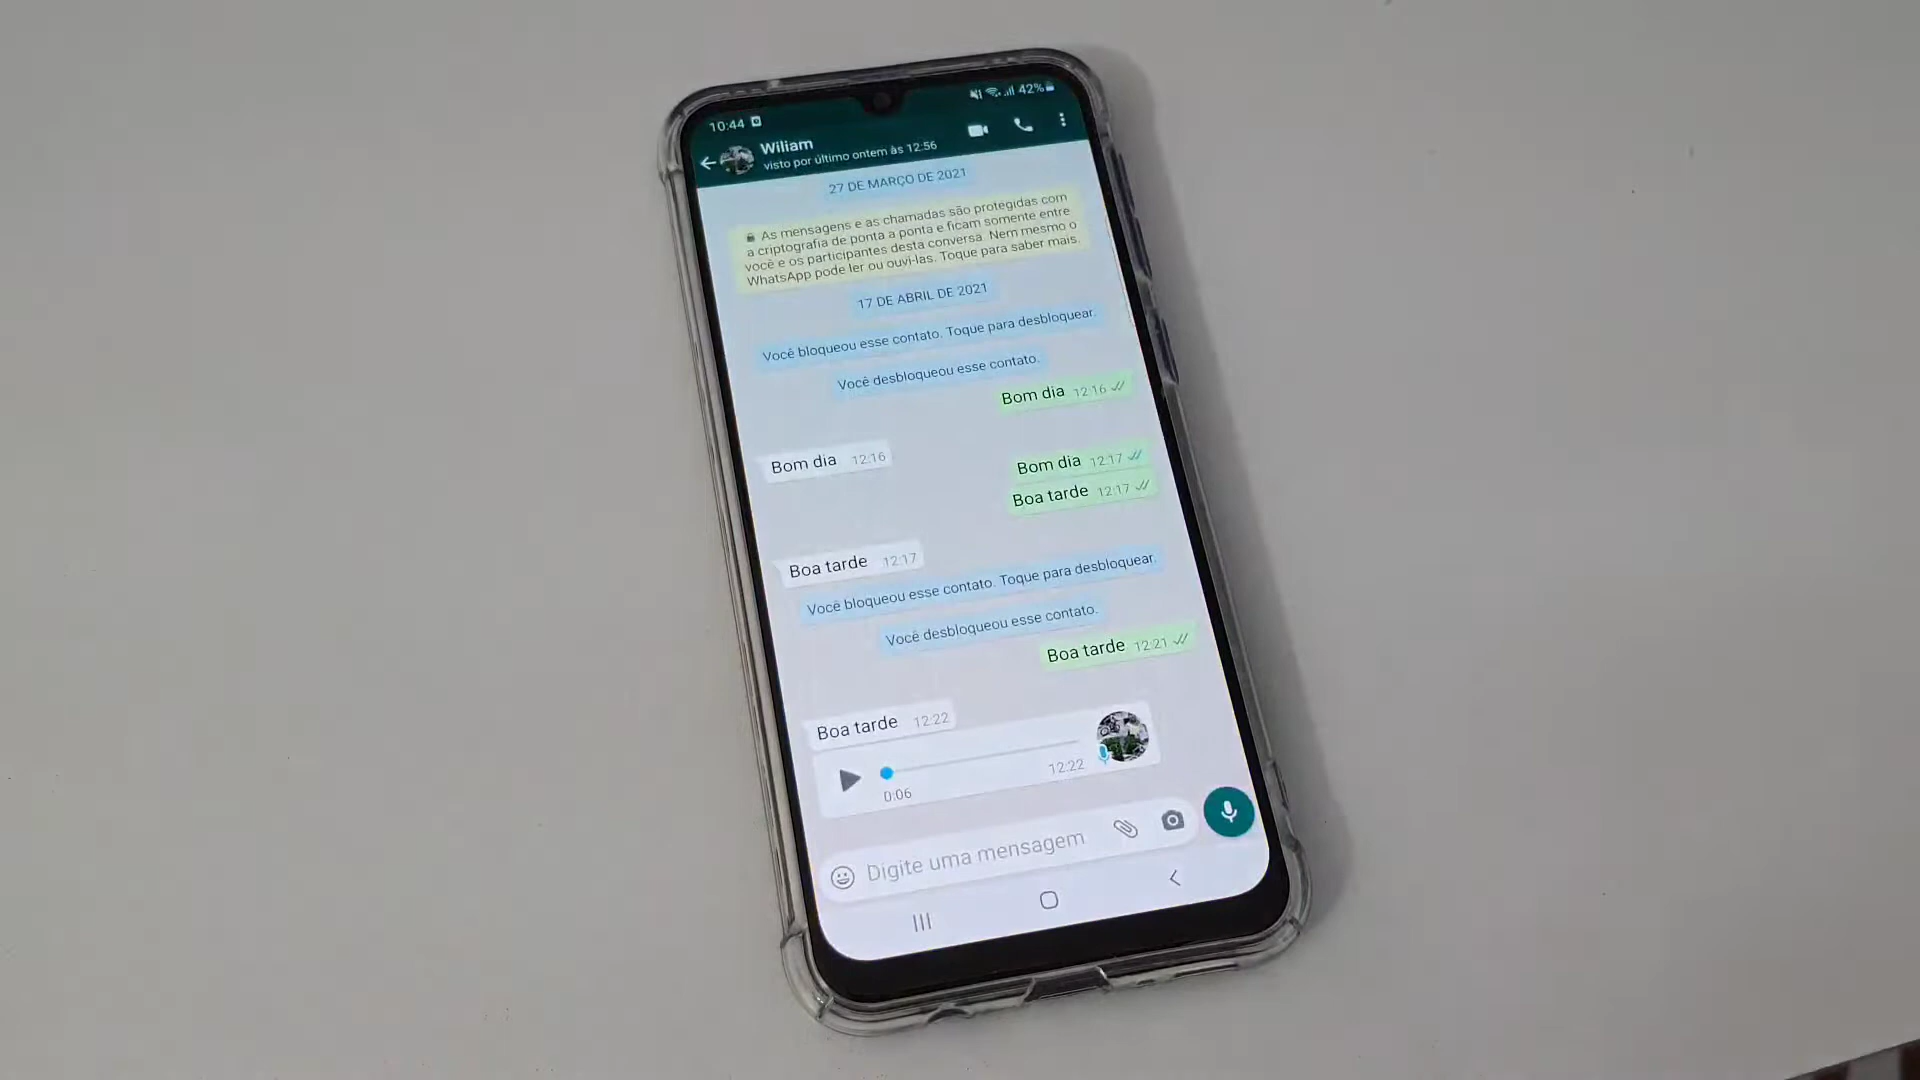 10:44 42%
Wiliam
visto por último ontem às 12:56
27 DE MARÇO DE 2021
As mensagens e as chamadas são protegidas com
a criptografia de ponta a ponta e ficam somente entre
você e os participantes desta conversa. Nem mesmo o
WhatsApp pode ler ou ouvi-las. Toque para saber mais.
17 DE ABRIL DE 2021
Você bloqueou esse contato. Toque para desbloquear.
Você desbloqueou esse contato.
Bom dia 12:16
Bom dia 12:16
Bom dia 12:17
Boa tarde 12:17
Boa tarde 12:17
Você bloqueou esse contato. Toque para desbloquear.
Você desbloqueou esse contato.
Boa tarde 12:21
Boa tarde 12:22
0:06 12:22
Digite uma mensagem